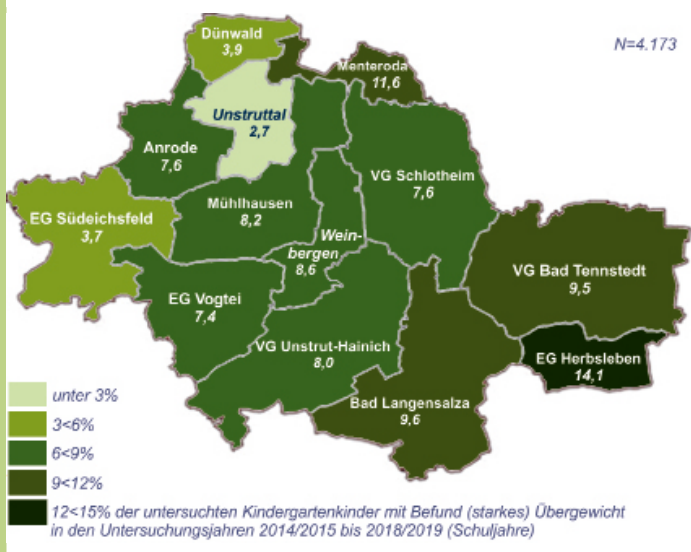 Dünwald
3,9
N=4.173
Menteroda
11,6
Unstruttal
2,7
Anrode
7,6
VG Schlotheim
7,6
Mühlhausen
8,2
EG Südeichsfeld
3,7
Wein-
bergen
8,6
VG Bad Tennstedt
9,5
EG Vogtei
7,4
VG Unstrut-Hainich
8,0
EG Herbsleben
14,1
Bad Langensalza
9,6
unter 3%
3<6%
6<9%
9<12%
12<15% der untersuchten Kindergartenkinder mit Befund (starkes) Übergewicht
in den Untersuchungsjahren 2014/2015 bis 2018/2019 (Schuljahre)